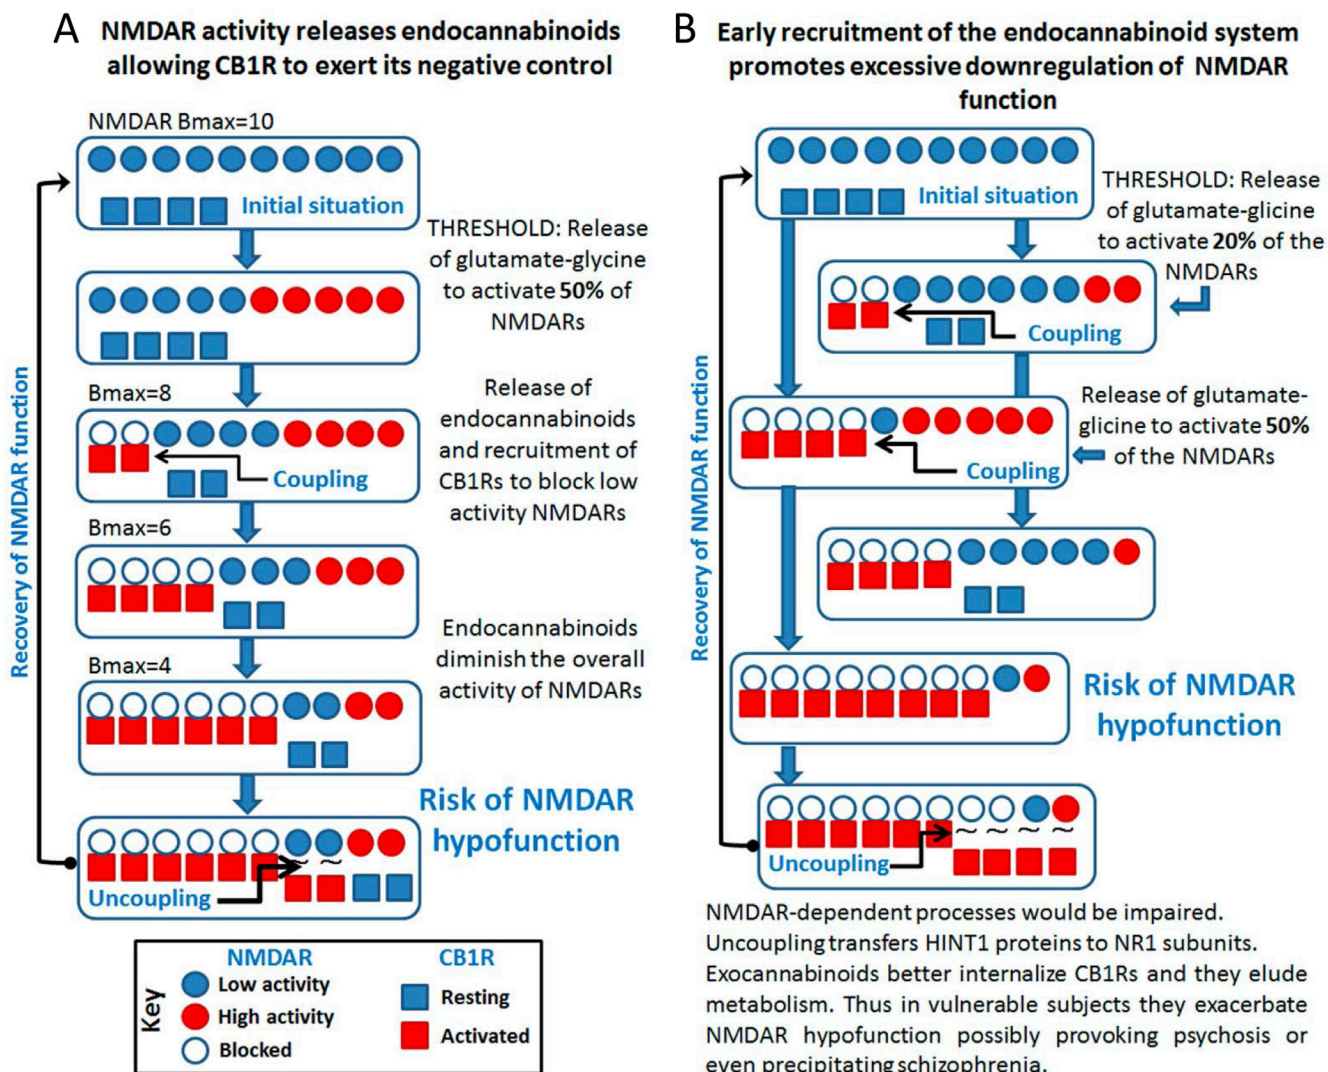 A NMDAR activity releases endocannabinoids
allowing CB1R to exert its negative control
NMDAR Bmax=10
Initial situation
THRESHOLD: Release
of glutamate-glycine
to activate 50% of
NMDARs
Bmax=8
Coupling
Release of
endocannabinoids
and recruitment of
CB1Rs to block low
activity NMDARs
Bmax=6
Endocannabinoids
diminish the overall
activity of NMDARs
Bmax=4
Risk of NMDAR
hypofunction
~ ~
Uncoupling
Recovery of NMDAR function
Key
NMDAR
Low activity
High activity
Blocked
CB1R
Resting
Activated
B Early recruitment of the endocannabinoid system
promotes excessive downregulation of NMDAR
function
Initial situation
THRESHOLD: Release
of glutamate-glicine
to activate 20% of the
NMDARs
Coupling
Release of glutamate-
glicine to activate 50%
of the NMDARs
Coupling
Risk of NMDAR
hypofunction
~ ~ ~ ~
Uncoupling
Recovery of NMDAR function
NMDAR-dependent processes would be impaired.
Uncoupling transfers HINT1 proteins to NR1 subunits.
Exocannabinoids better internalize CB1Rs and they elude
metabolism. Thus in vulnerable subjects they exacerbate
NMDAR hypofunction possibly provoking psychosis or
even precipitating schizophrenia.